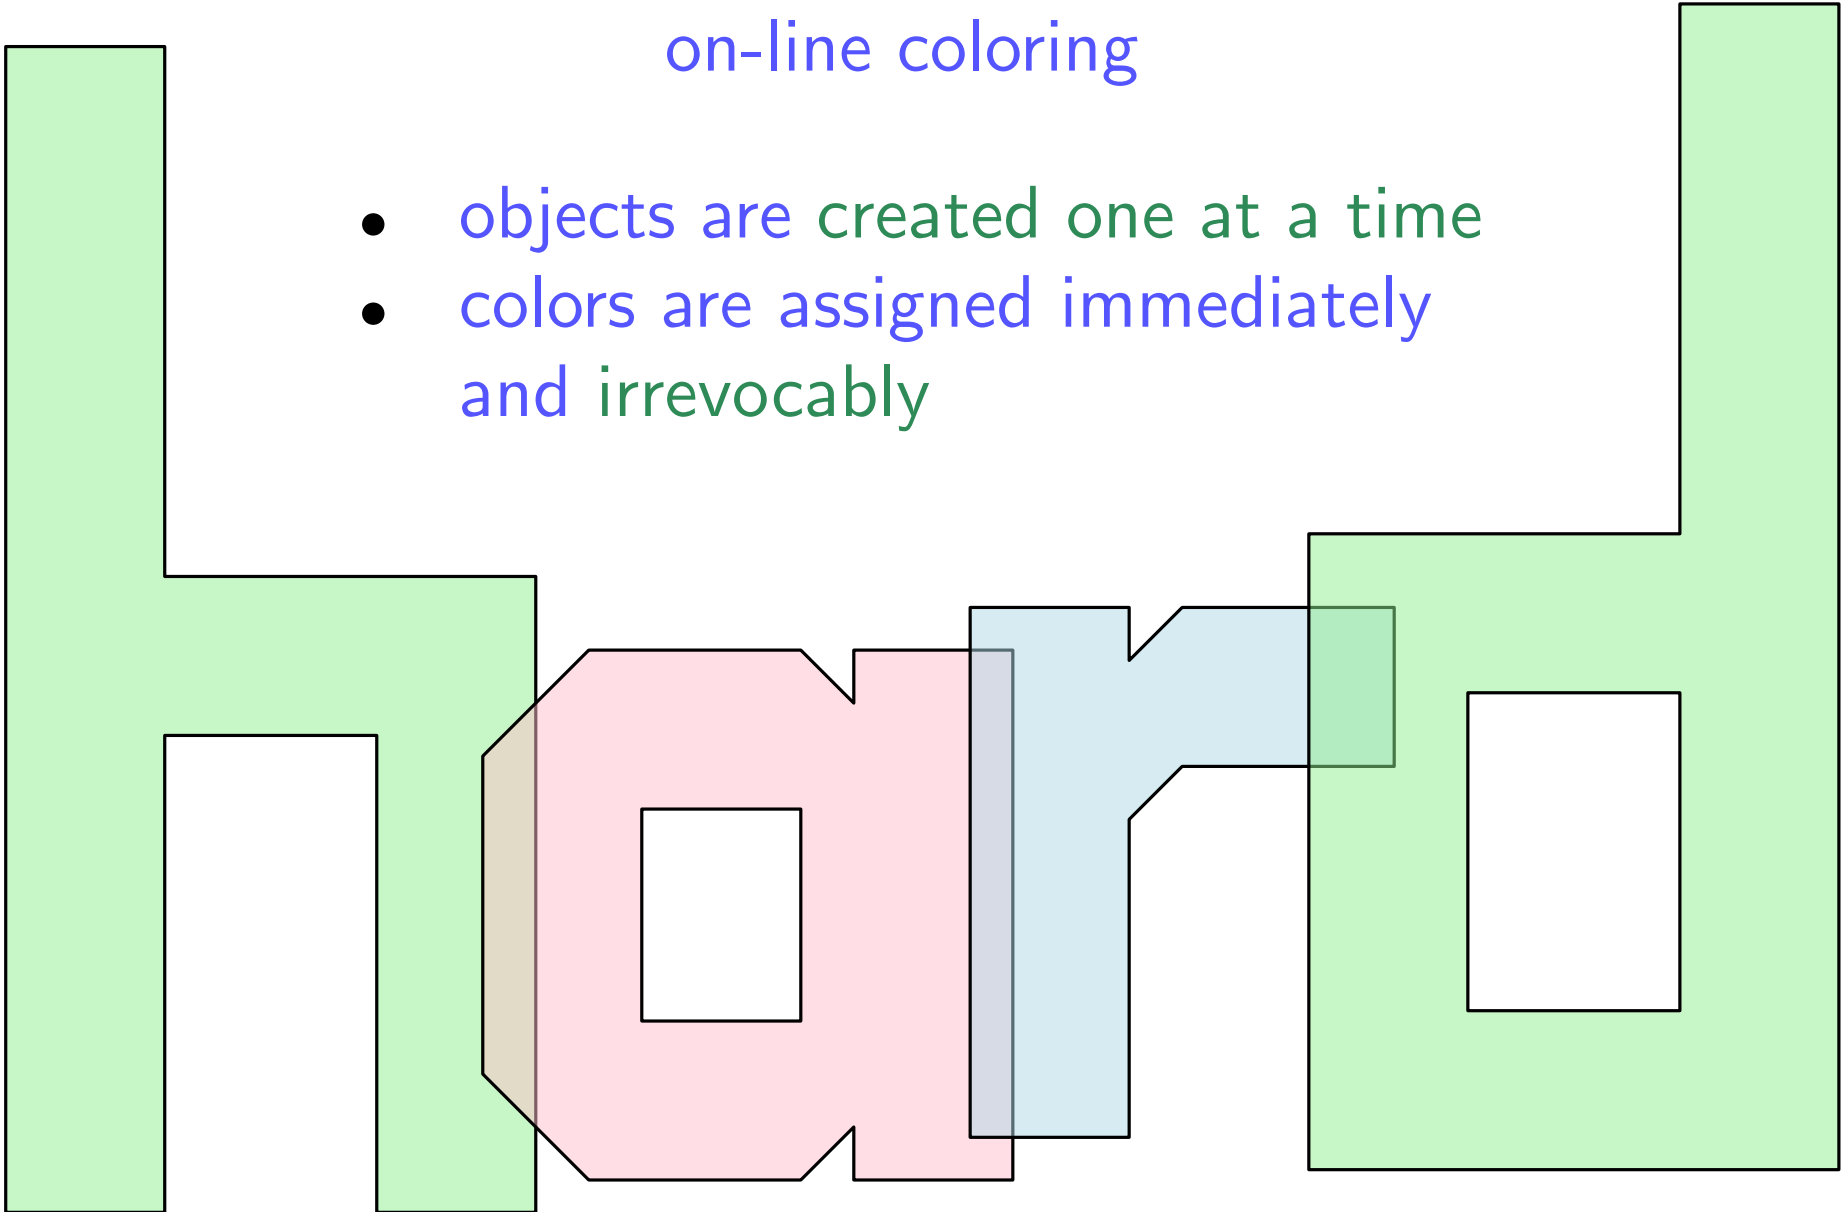 on-line coloring
• objects are created one at a time
• colors are assigned immediately
and irrevocably
hard